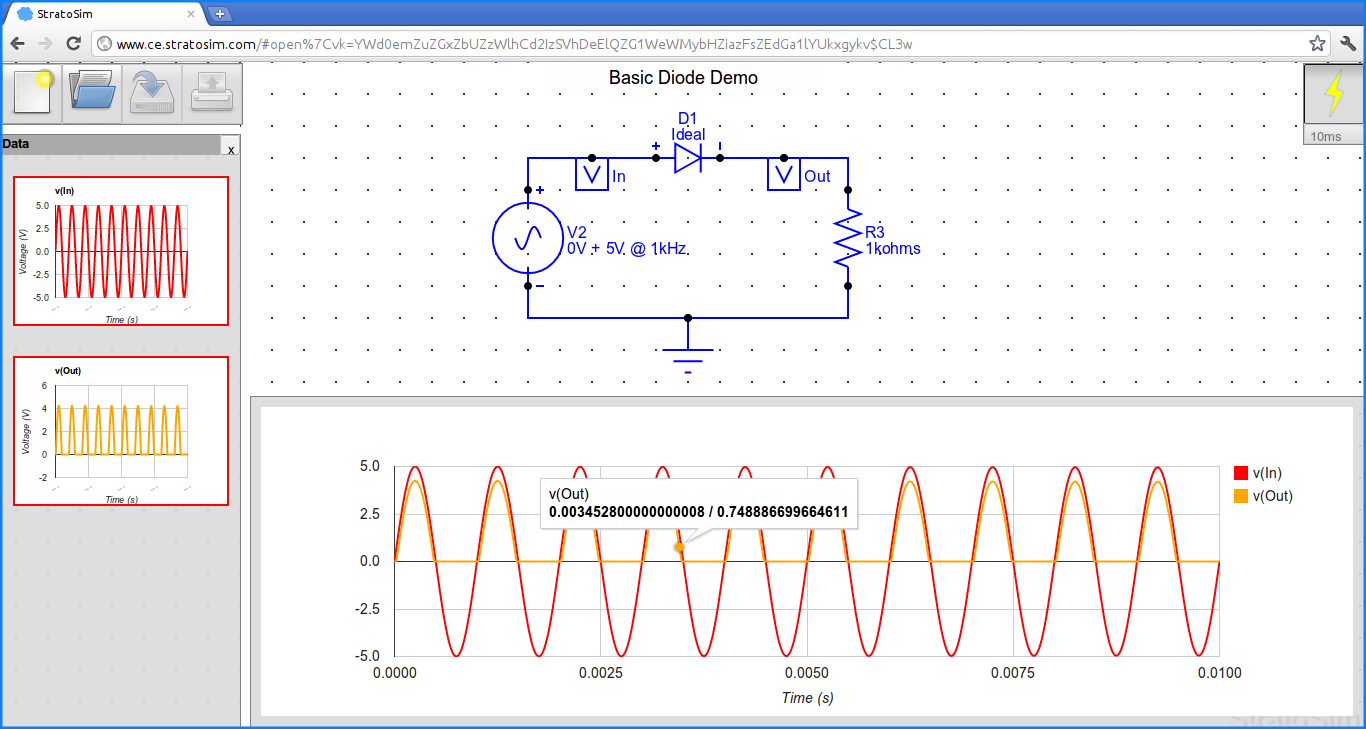 StratoSim
www.ce.stratosim.com/#open%7Cvk=YWd0emZuZGxZbUZzWlhCd2IzSVhDeElQZG1WeWMybHZiazFsZEdGa1lYUkxgykv$CL3w
Basic Diode Demo
10ms
Data
x
v(In)
5.0
2.5
0.0
-2.5
-5.0
Voltage (V)
Time (s)
v(Out)
6
4
2
0
-2
Voltage (V)
Time (s)
D1
Ideal
+
In
Out
+
V2
0V + 5V @ 1kHz
R3
1kohms
5.0
2.5
0.0
-2.5
-5.0
v(Out)
0.003452800000000008 / 0.748886699664611
v(In)
v(Out)
0.0000
0.0025
0.0050
0.0075
0.0100
Time (s)
StratoSim